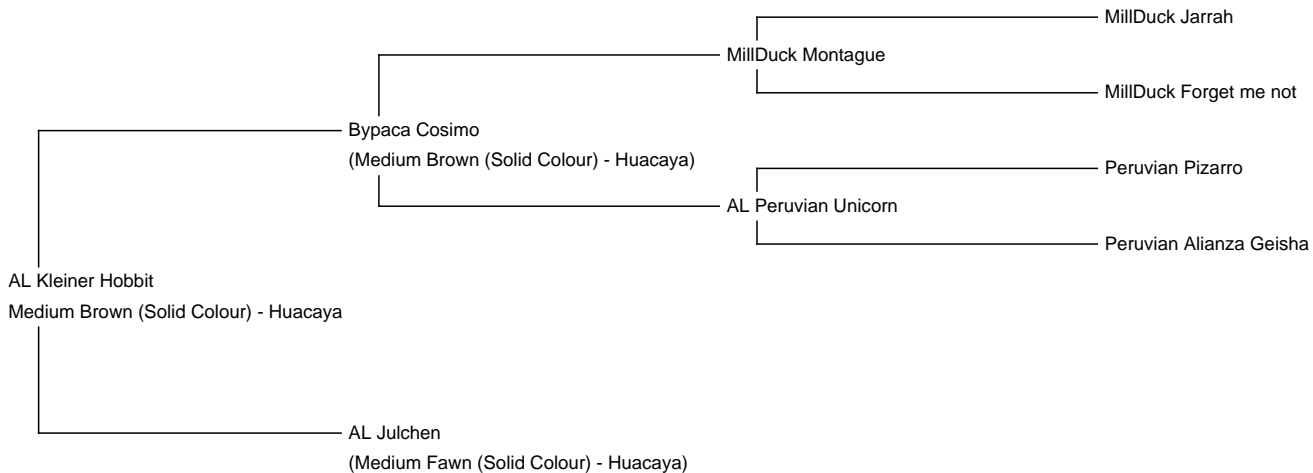 MillDuck Jarrah
MillDuck Montague
MillDuck Forget me not
Bypaca Cosimo
(Medium Brown (Solid Colour) - Huacaya)
Peruvian Pizarro
AL Peruvian Unicorn
Peruvian Alianza Geisha
AL Kleiner Hobbit
Medium Brown (Solid Colour) - Huacaya
AL Julchen
(Medium Fawn (Solid Colour) - Huacaya)